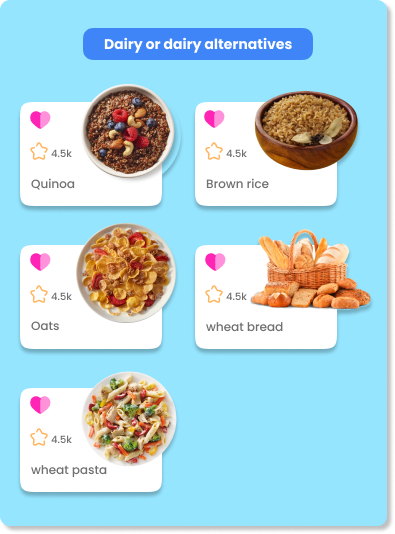 Dairy or dairy alternatives
4.5k
Quinoa
4.5k
Brown rice
4.5k
Oats
4.5k
wheat bread
4.5k
wheat pasta